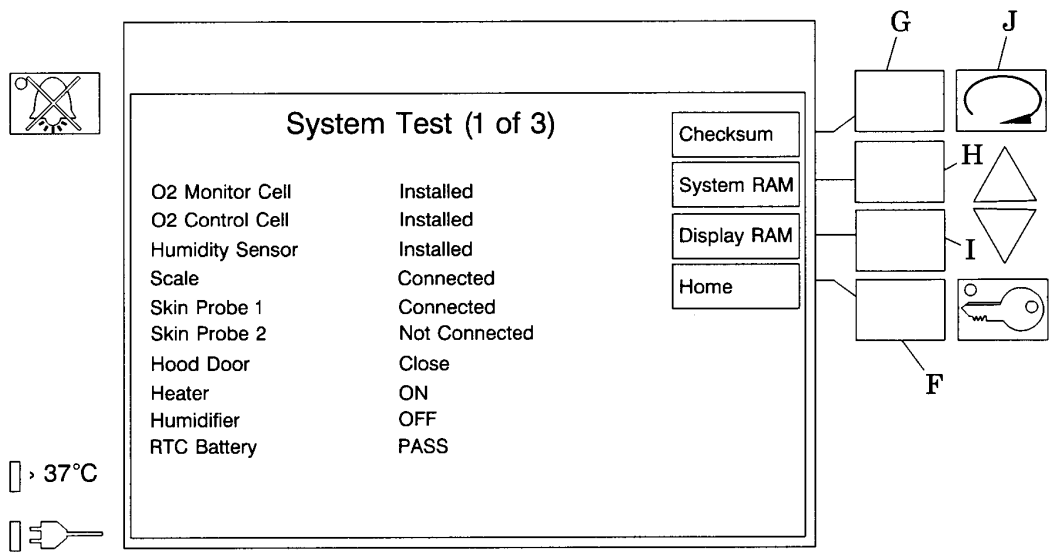 G J
System Test (1 of 3)
Checksum
H
O2 Monitor Cell Installed
System RAM
O2 Control Cell Installed
Humidity Sensor Installed
Display RAM
I
Scale Connected
Home
Skin Probe 1 Connected
Skin Probe 2 Not Connected
Hood Door Close
F
Heater ON
Humidifier OFF
RTC Battery PASS
› 37°C